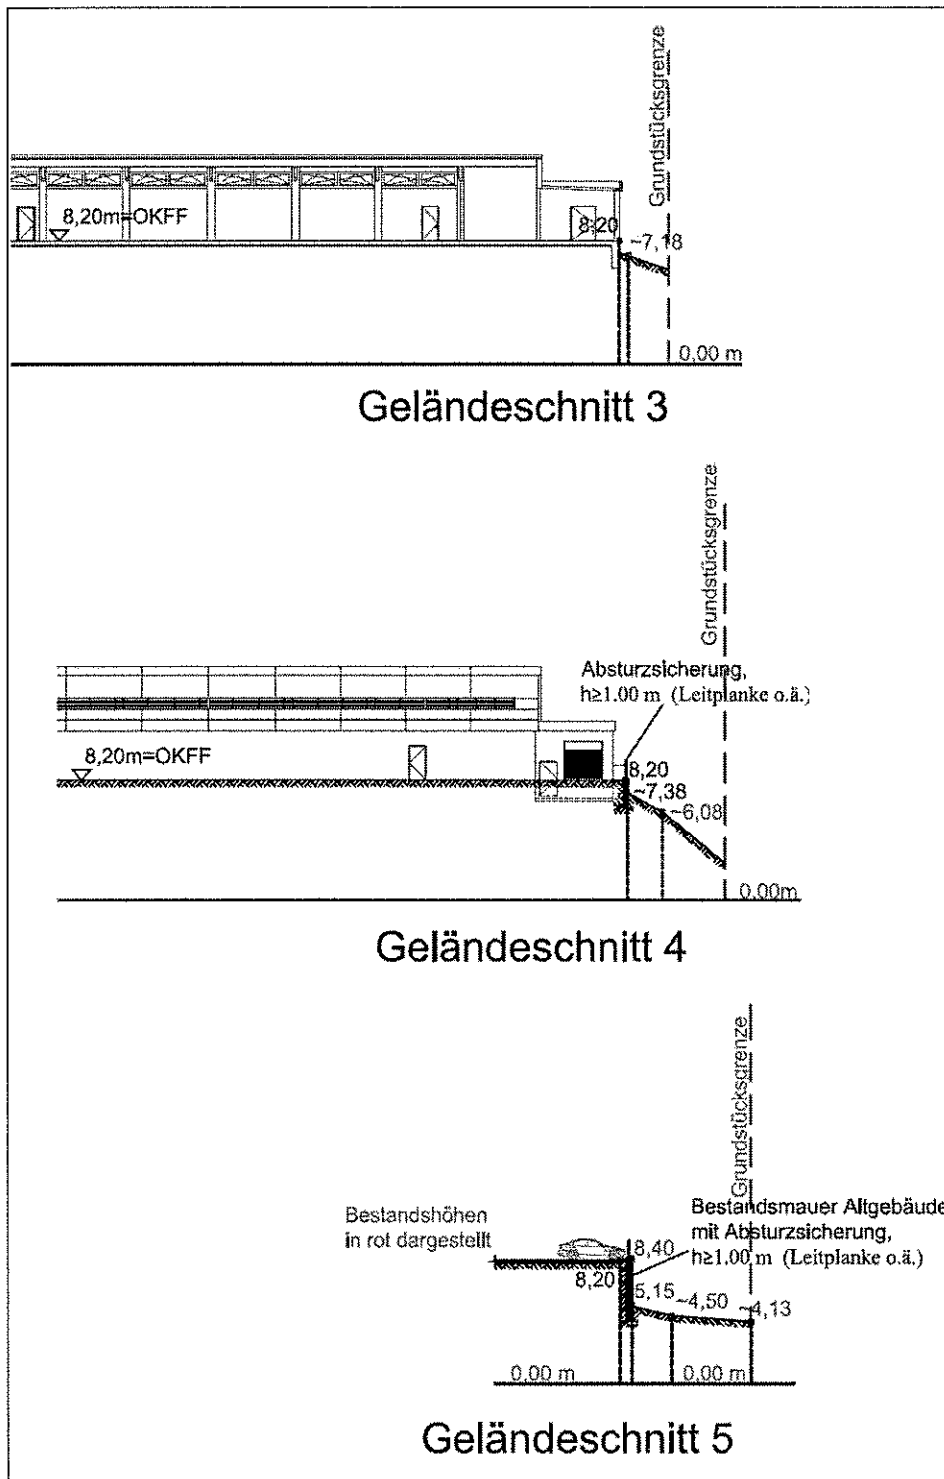 Grundstücksgrenze
8,20m=OKFF
8,20
~7,18
0,00 m
Geländeschnitt 3
Grundstücksgrenze
Absturzsicherung,
h≥1.00 m (Leitplanke o.ä.)
8,20m=OKFF
8,20
~7,38
~6,08
0,00m
Geländeschnitt 4
Grundstücksgrenze
Bestandshöhen
in rot dargestellt
Bestandsmauer Altgebäude
mit Absturzsicherung,
h≥1.00 m (Leitplanke o.ä.)
8,40
8,20
5,15
~4,50
~4,13
0,00 m
0,00 m
Geländeschnitt 5